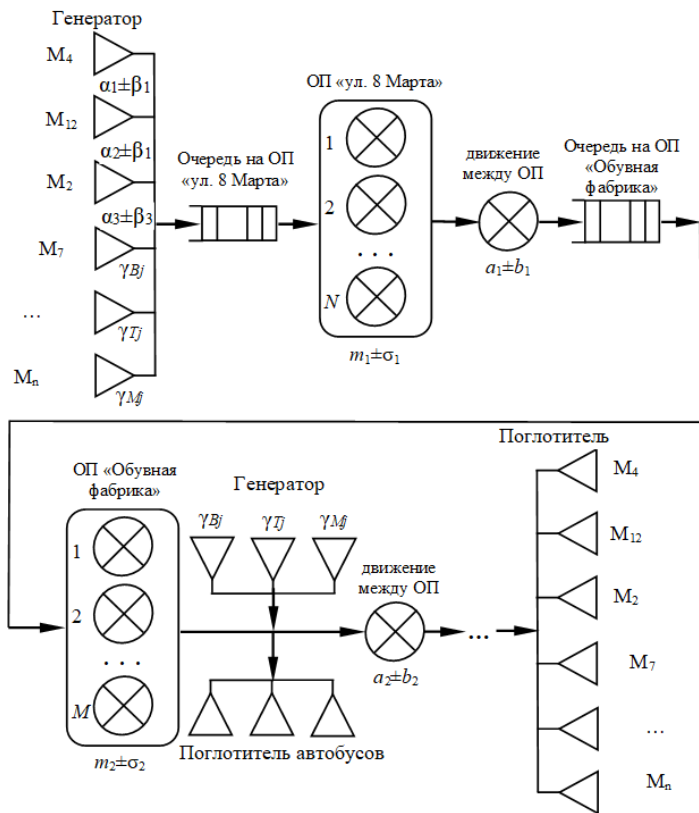 Генератор
M4
α1±β1
M12
α2±β1
M2
α3±β3
M7
γBj
...
γTj
Mn
γMj
Очередь на ОП
«ул. 8 Марта»
ОП «ул. 8 Марта»
1
2
...
N
m1±σ1
движение
между ОП
a1±b1
Очередь на ОП
«Обувная
фабрика»
ОП «Обувная
фабрика»
1
2
...
M
m2±σ2
Генератор
γBj
γTj
γMj
Поглотитель автобусов
движение
между ОП
a2±b2
...
Поглотитель
M4
M12
M2
M7
...
Mn